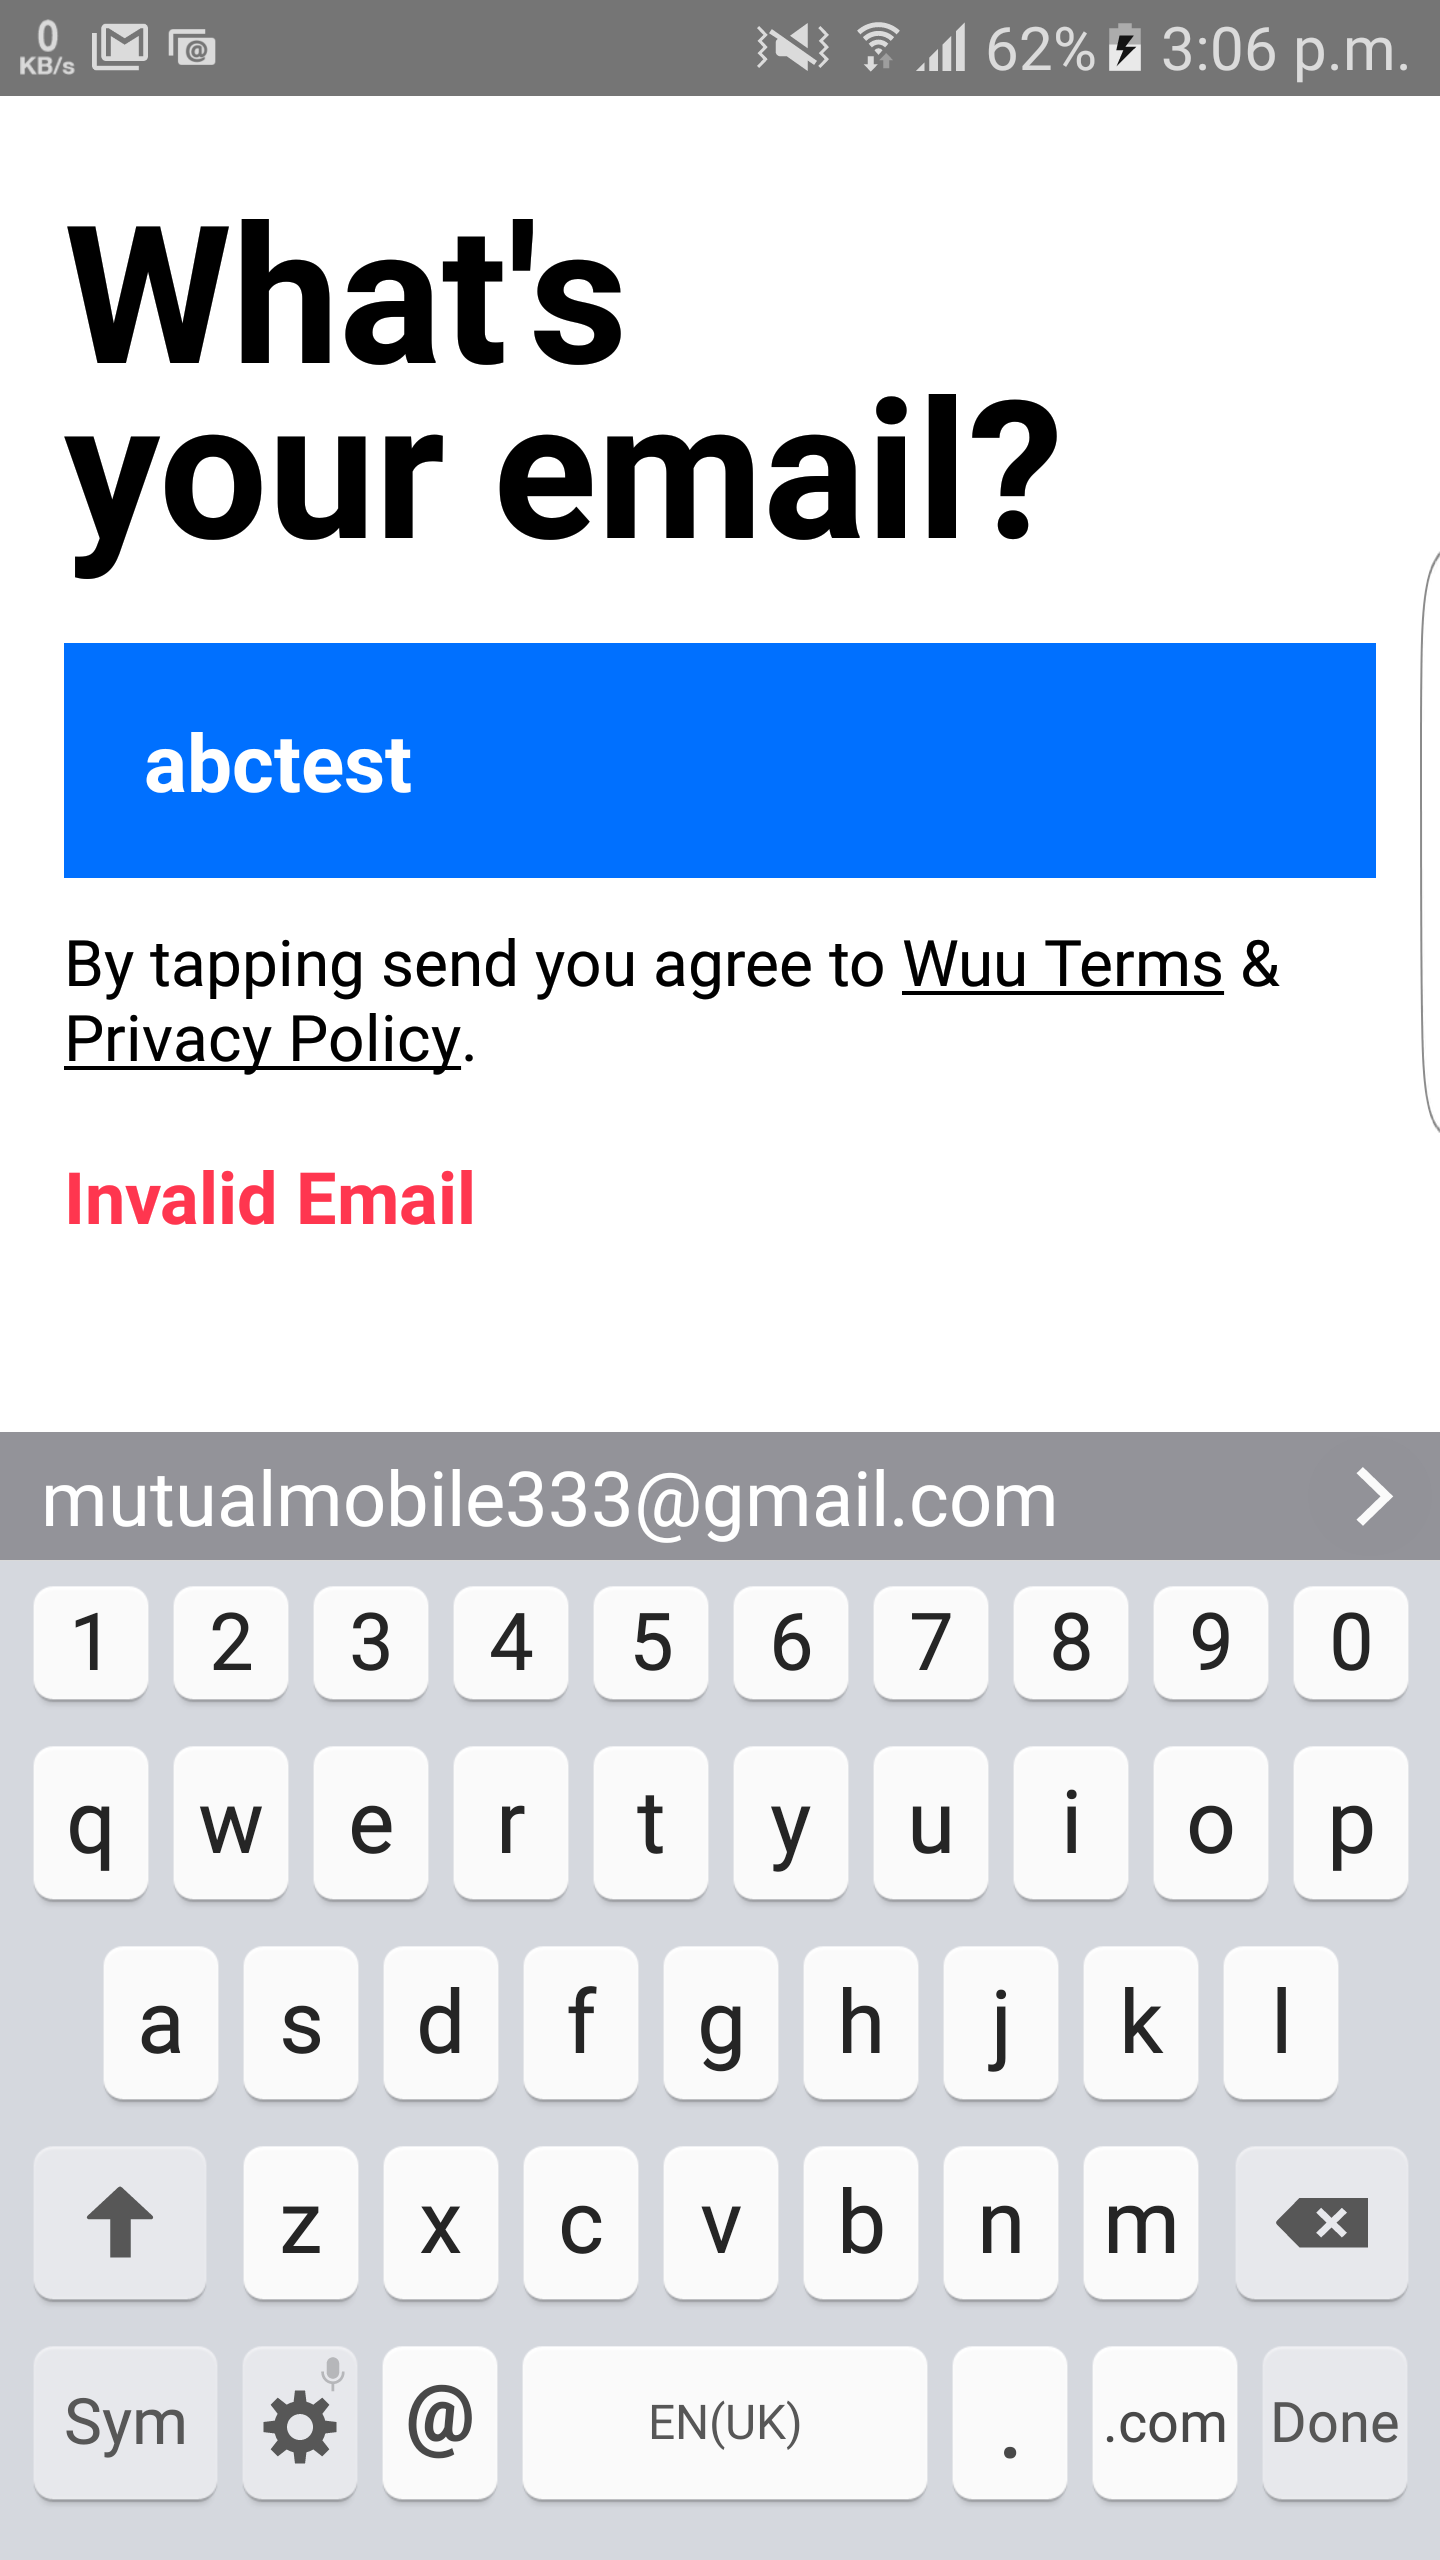 0
KB/s
62%
3:06 p.m.
What's
your email?
abctest
By tapping send you agree to Wuu Terms &
Privacy Policy.
Invalid Email
mutualmobile333@gmail.com
1 2 3 4 5 6 7 8 9 0
q w e r t y u i o p
a s d f g h j k l
z x c v b n m
Sym @ EN(UK) . .com Done